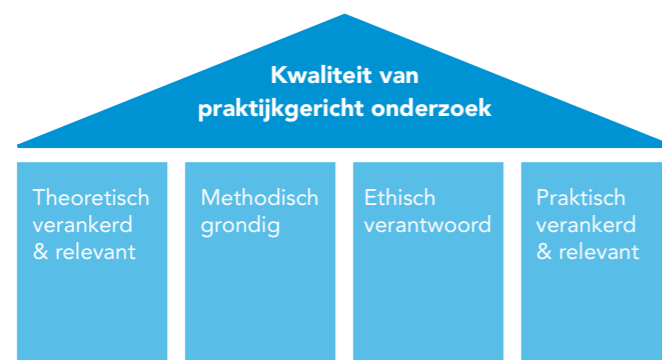 Kwaliteit van
praktijkgericht onderzoek
Theoretisch
verankerd
& relevant
Methodisch
grondig
Ethisch
verantwoord
Praktisch
verankerd
& relevant